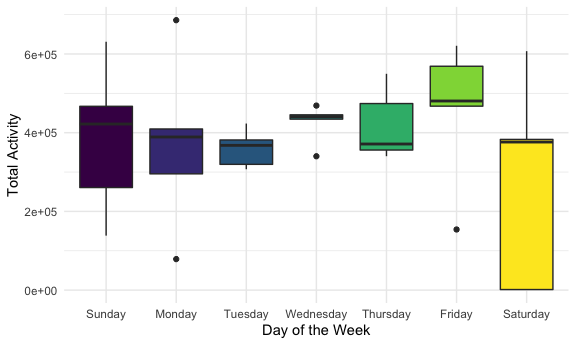 Total Activity
6e+05
4e+05
2e+05
0e+00
Sunday Monday Tuesday Wednesday Thursday Friday Saturday
Day of the Week